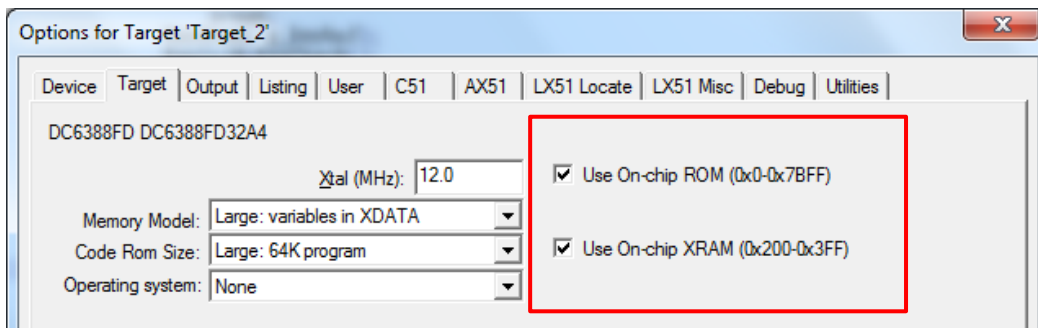 Options for Target 'Target_2'
Device Target Output Listing User C51 AX51 LX51 Locate LX51 Misc Debug Utilities
DC6388FD DC6388FD32A4
Xtal (MHz): 12.0
Use On-chip ROM (0x0-0x7BFF)
Memory Model: Large: variables in XDATA
Code Rom Size: Large: 64K program
Use On-chip XRAM (0x200-0x3FF)
Operating system: None